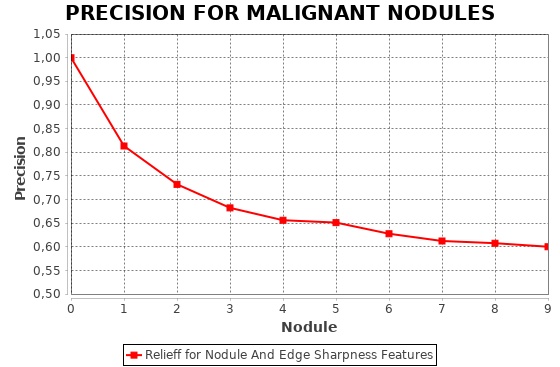 PRECISION FOR MALIGNANT NODULES
1,05
1,00
0,95
0,90
0,85
0,80
0,75
0,70
0,65
0,60
0,55
0,50
Precision
0 1 2 3 4 5 6 7 8 9
Nodule
Relieff for Nodule And Edge Sharpness Features